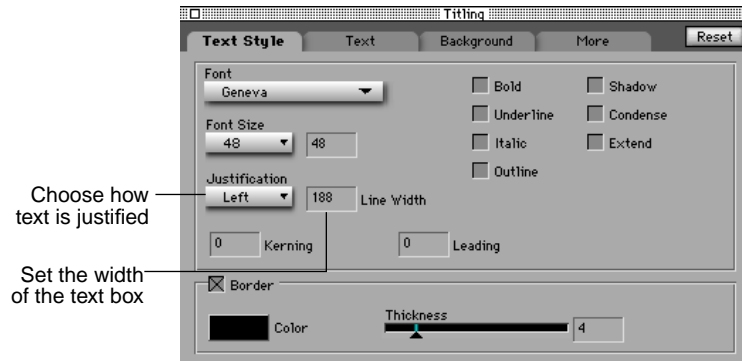 Titling
Text Style
Text
Background
More
Reset
Font
Geneva
Bold
Shadow
Underline
Condense
Font Size
48
48
Italic
Extend
Outline
Justification
Left
188
Line Width
Choose how
text is justified
0
Kerning
0
Leading
Set the width
of the text box
Border
Color
Thickness
4